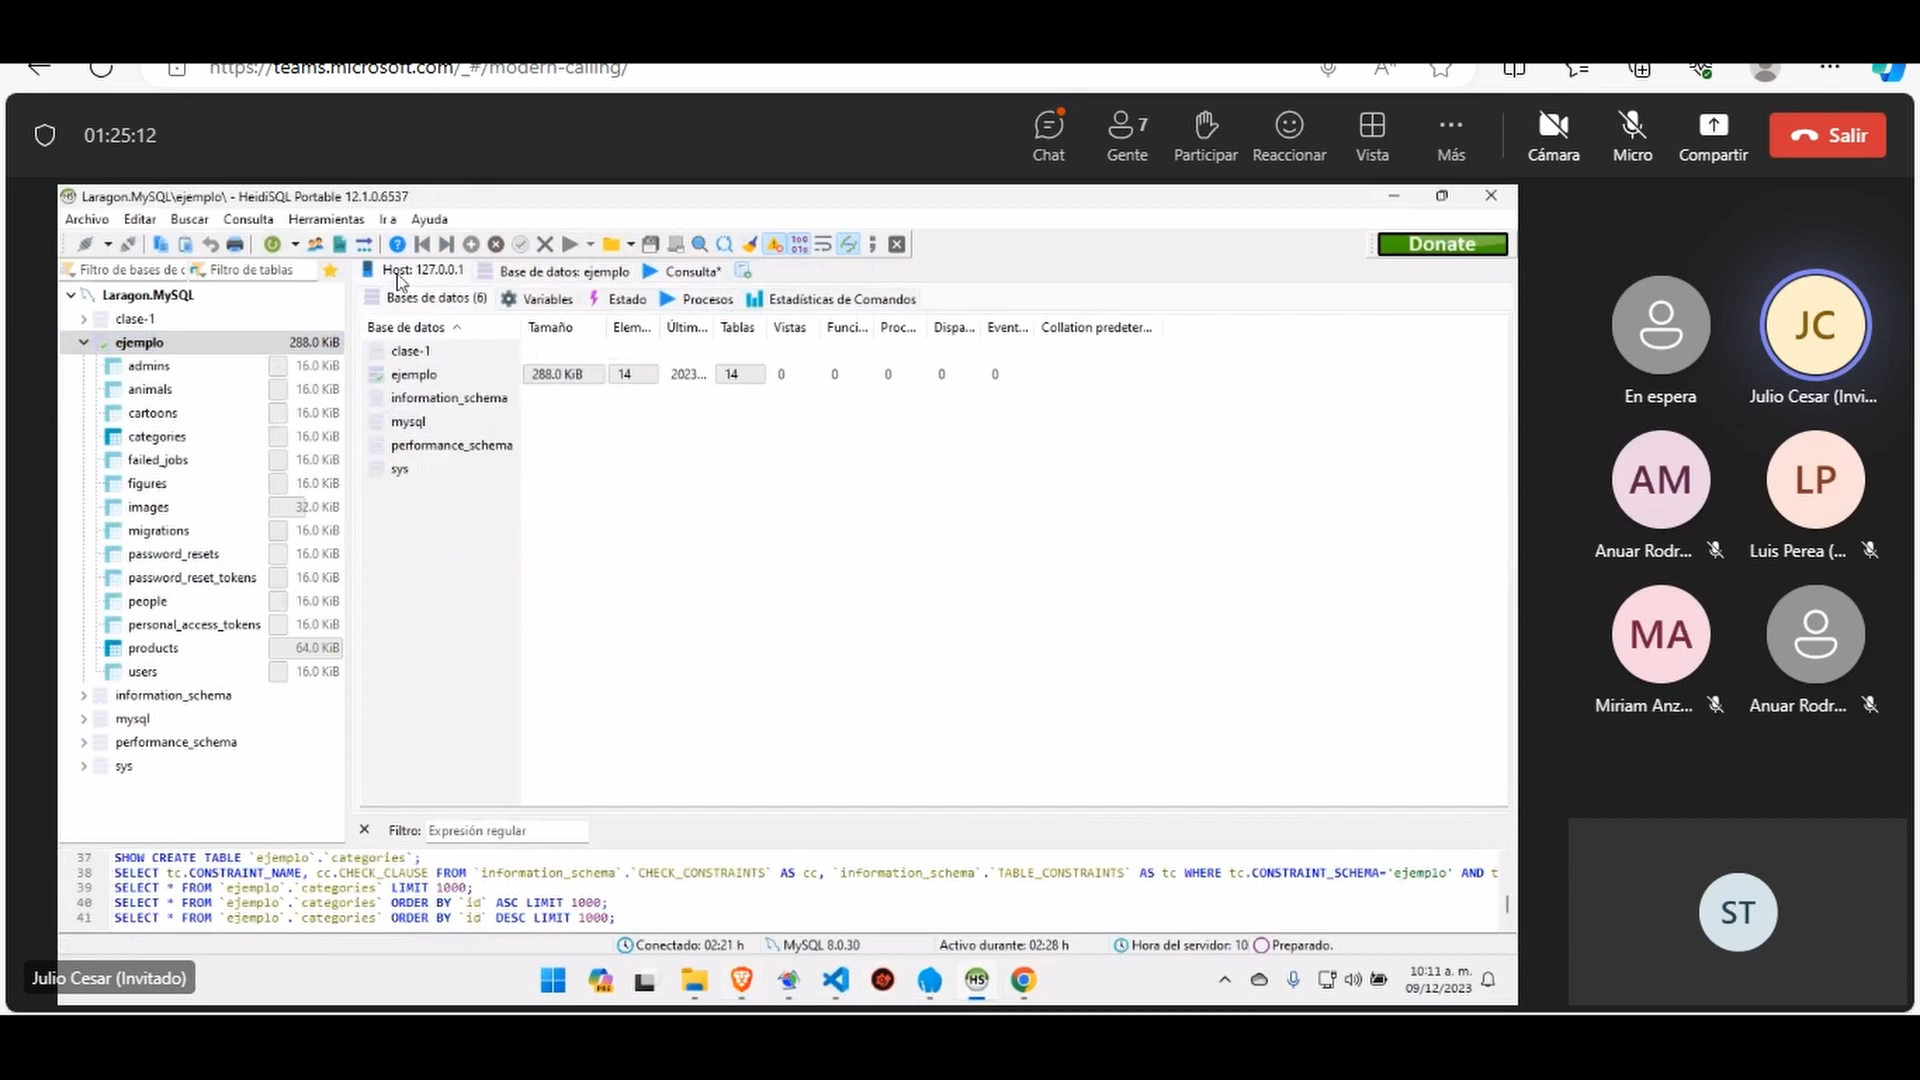 https://teams.microsoft.com/_#/modern-calling/
01:25:12
Chat
Gente
7
Participar
Reaccionar
Vista
Más
Cámara
Micro
Compartir
Salir
Laragon.MySQL\ejemplo\ - HeidiSQL Portable 12.1.0.6537
Archivo Editar Buscar Consulta Herramientas Ir a Ayuda
Donate
Filtro de bases de Filtro de tablas
Host: 127.0.0.1 Base de datos: ejemplo Consulta*
Bases de datos (6) Variables Estado Procesos Estadísticas de Comandos
Laragon.MySQL
clase-1
ejemplo 288.0 KiB
admins 16.0 KiB
animals 16.0 KiB
cartoons 16.0 KiB
categories 16.0 KiB
failed_jobs 16.0 KiB
figures 16.0 KiB
images 32.0 KiB
migrations 16.0 KiB
password_resets 16.0 KiB
password_reset_tokens 16.0 KiB
people 16.0 KiB
personal_access_tokens 16.0 KiB
products 64.0 KiB
users 16.0 KiB
information_schema
mysql
performance_schema
sys
Base de datos Tamaño Elem... Últim... Tablas Vistas Funci... Proc... Dispa... Event... Collation predeter...
clase-1
ejemplo 288.0 KiB 14 2023... 14 0 0 0 0 0
information_schema
mysql
performance_schema
sys
Filtro: Expresión regular
37 SHOW CREATE TABLE `ejemplo`.`categories`;
38 SELECT tc.CONSTRAINT_NAME, cc.CHECK_CLAUSE FROM `information_schema`.`CHECK_CONSTRAINTS` AS cc, `information_schema`.`TABLE_CONSTRAINTS` AS tc WHERE tc.CONSTRAINT_SCHEMA='ejemplo' AND t
39 SELECT * FROM `ejemplo`.`categories` LIMIT 1000;
40 SELECT * FROM `ejemplo`.`categories` ORDER BY `id` ASC LIMIT 1000;
41 SELECT * FROM `ejemplo`.`categories` ORDER BY `id` DESC LIMIT 1000;
Conectado: 02:21 h MySQL 8.0.30 Activo durante: 02:28 h Hora del servidor: 10 Preparado.
10:11 a. m.
09/12/2023
Julio Cesar (Invitado)
En espera
JC
Julio Cesar (Invi...
AM
Anuar Rodr...
LP
Luis Perea (...
MA
Miriam Anz...
Anuar Rodr...
ST